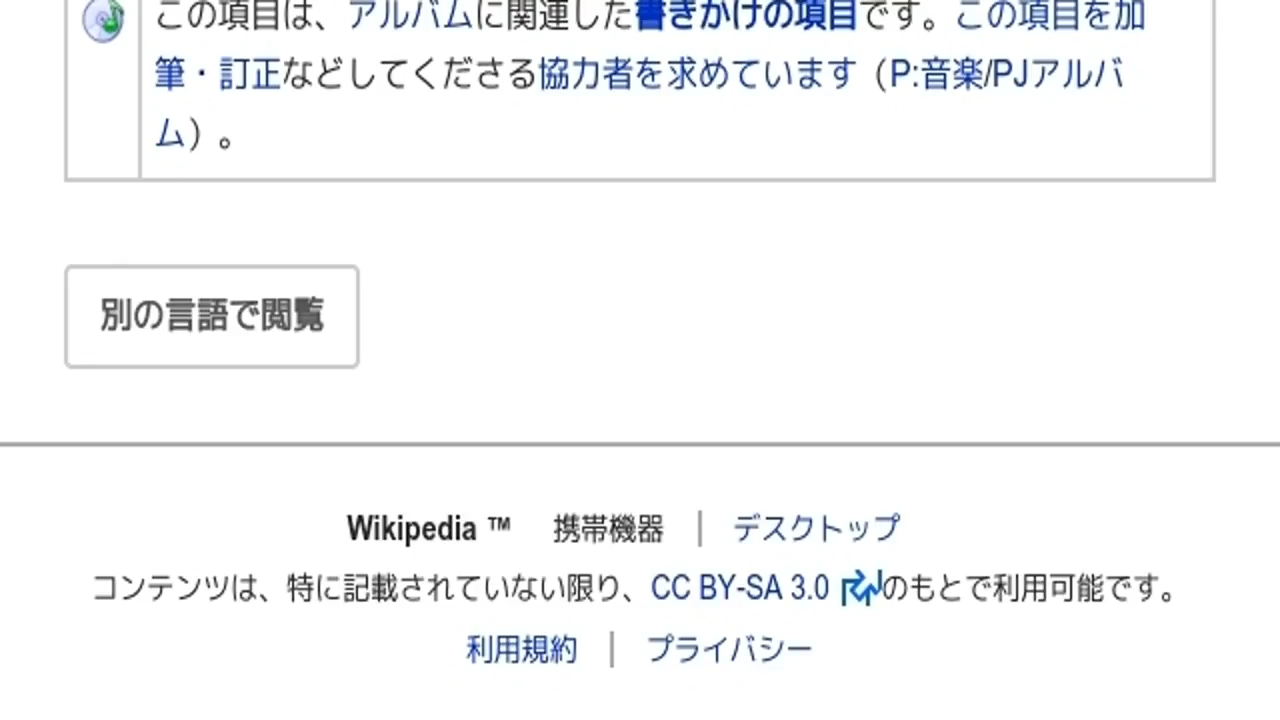 この項目は、アルバムに関連した書きかけの項目です。この項目を加
筆・訂正などしてくださる協力者を求めています（P:音楽/PJアルバ
ム）。
別の言語で閲覧
Wikipedia ™ 携帯機器 | デスクトップ
コンテンツは、特に記載されていない限り、CC BY-SA 3.0 のもとで利用可能です。
利用規約 | プライバシー